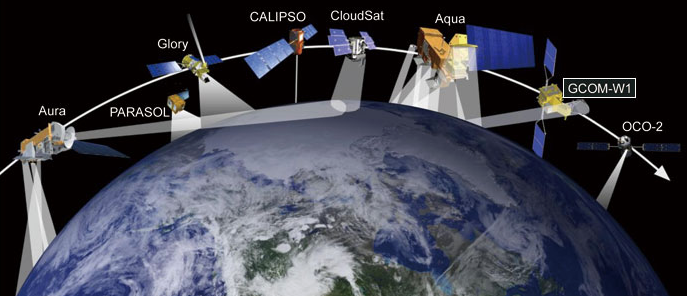 Aura
PARASOL
Glory
CALIPSO
CloudSat
Aqua
GCOM-W1
OCO-2